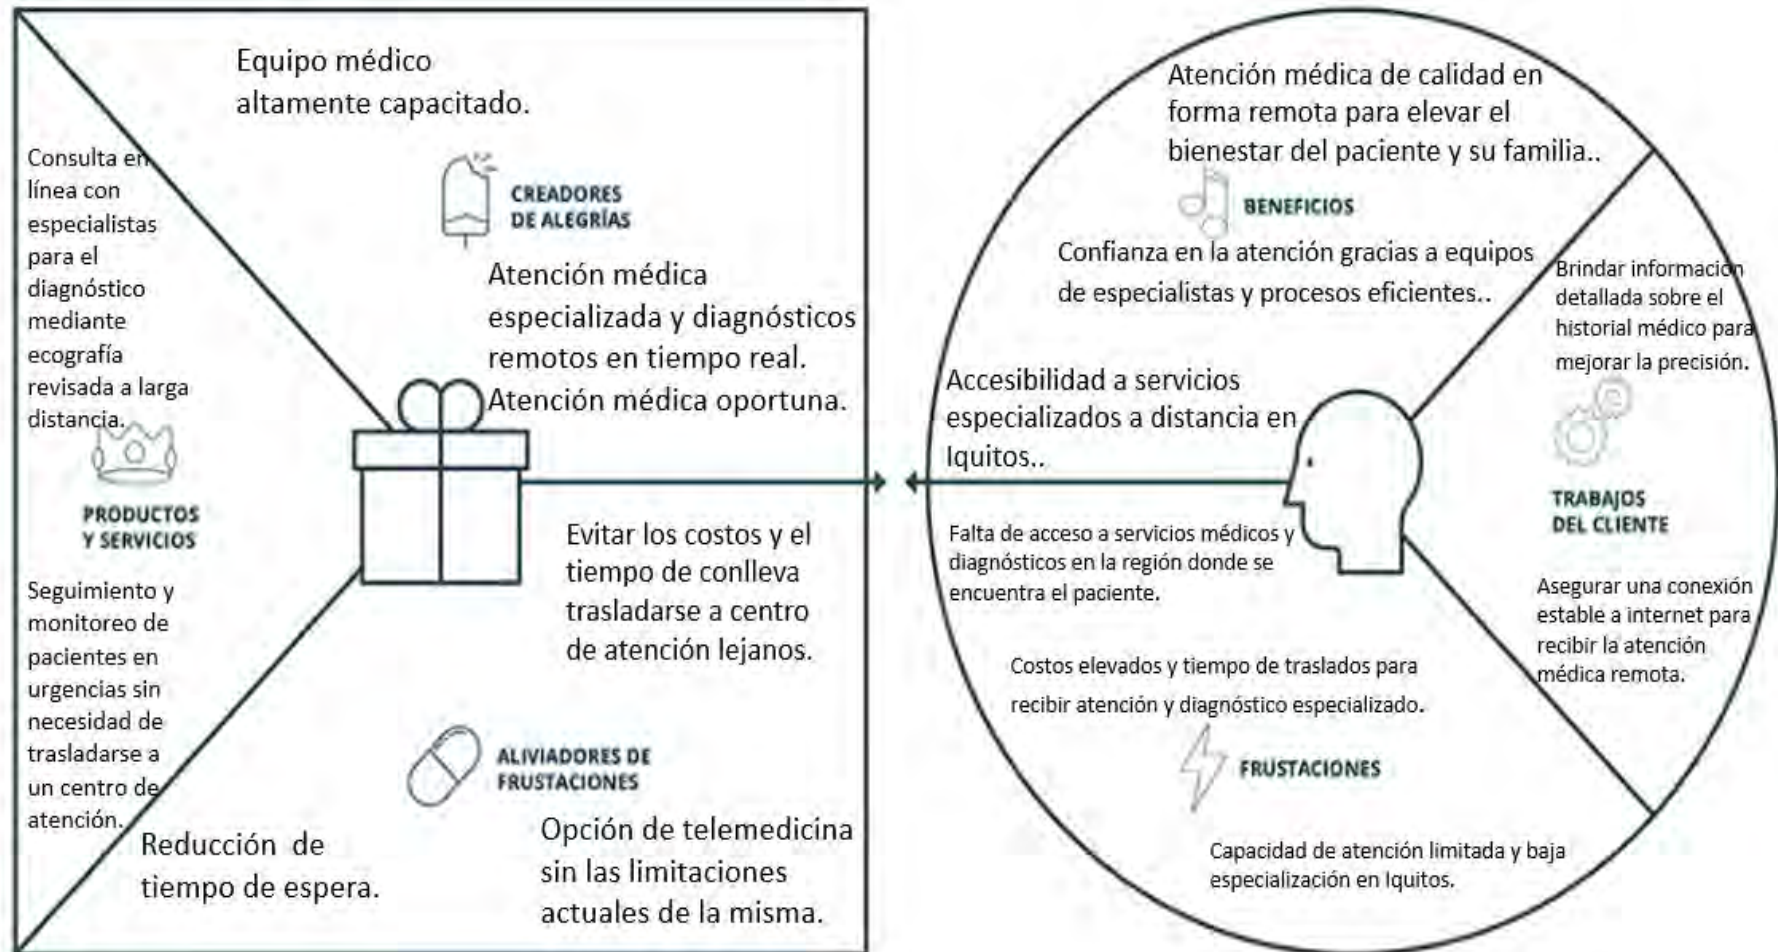 Equipo médico
altamente capacitado.
Consulta en
línea con
especialistas
para el
diagnóstico
mediante
ecografía
revisada a larga
distancia.
CREADORES
DE ALEGRÍAS
Atención médica
especializada y diagnósticos
remotos en tiempo real.
Atención médica oportuna.
PRODUCTOS
Y SERVICIOS
Seguimiento y
monitoreo de
pacientes en
urgencias sin
necesidad de
trasladarse a
un centro de
atención.
Evitar los costos y el
tiempo de conlleva
trasladarse a centro
de atención lejanos.
ALIVIADORES DE
FRUSTACIONES
Reducción de
tiempo de espera.
Opción de telemedicina
sin las limitaciones
actuales de la misma.
Atención médica de calidad en
forma remota para elevar el
bienestar del paciente y su familia..
BENEFICIOS
Confianza en la atención gracias a equipos
de especialistas y procesos eficientes..
Accesibilidad a servicios
especializados a distancia en
Iquitos..
Brindar información
detallada sobre el
historial médico para
mejorar la precisión.
TRABAJOS
DEL CLIENTE
Asegurar una conexión
estable a internet para
recibir la atención
médica remota.
Falta de acceso a servicios médicos y
diagnósticos en la región donde se
encuentra el paciente.
Costos elevados y tiempo de traslados para
recibir atención y diagnóstico especializado.
FRUSTACIONES
Capacidad de atención limitada y baja
especialización en Iquitos.